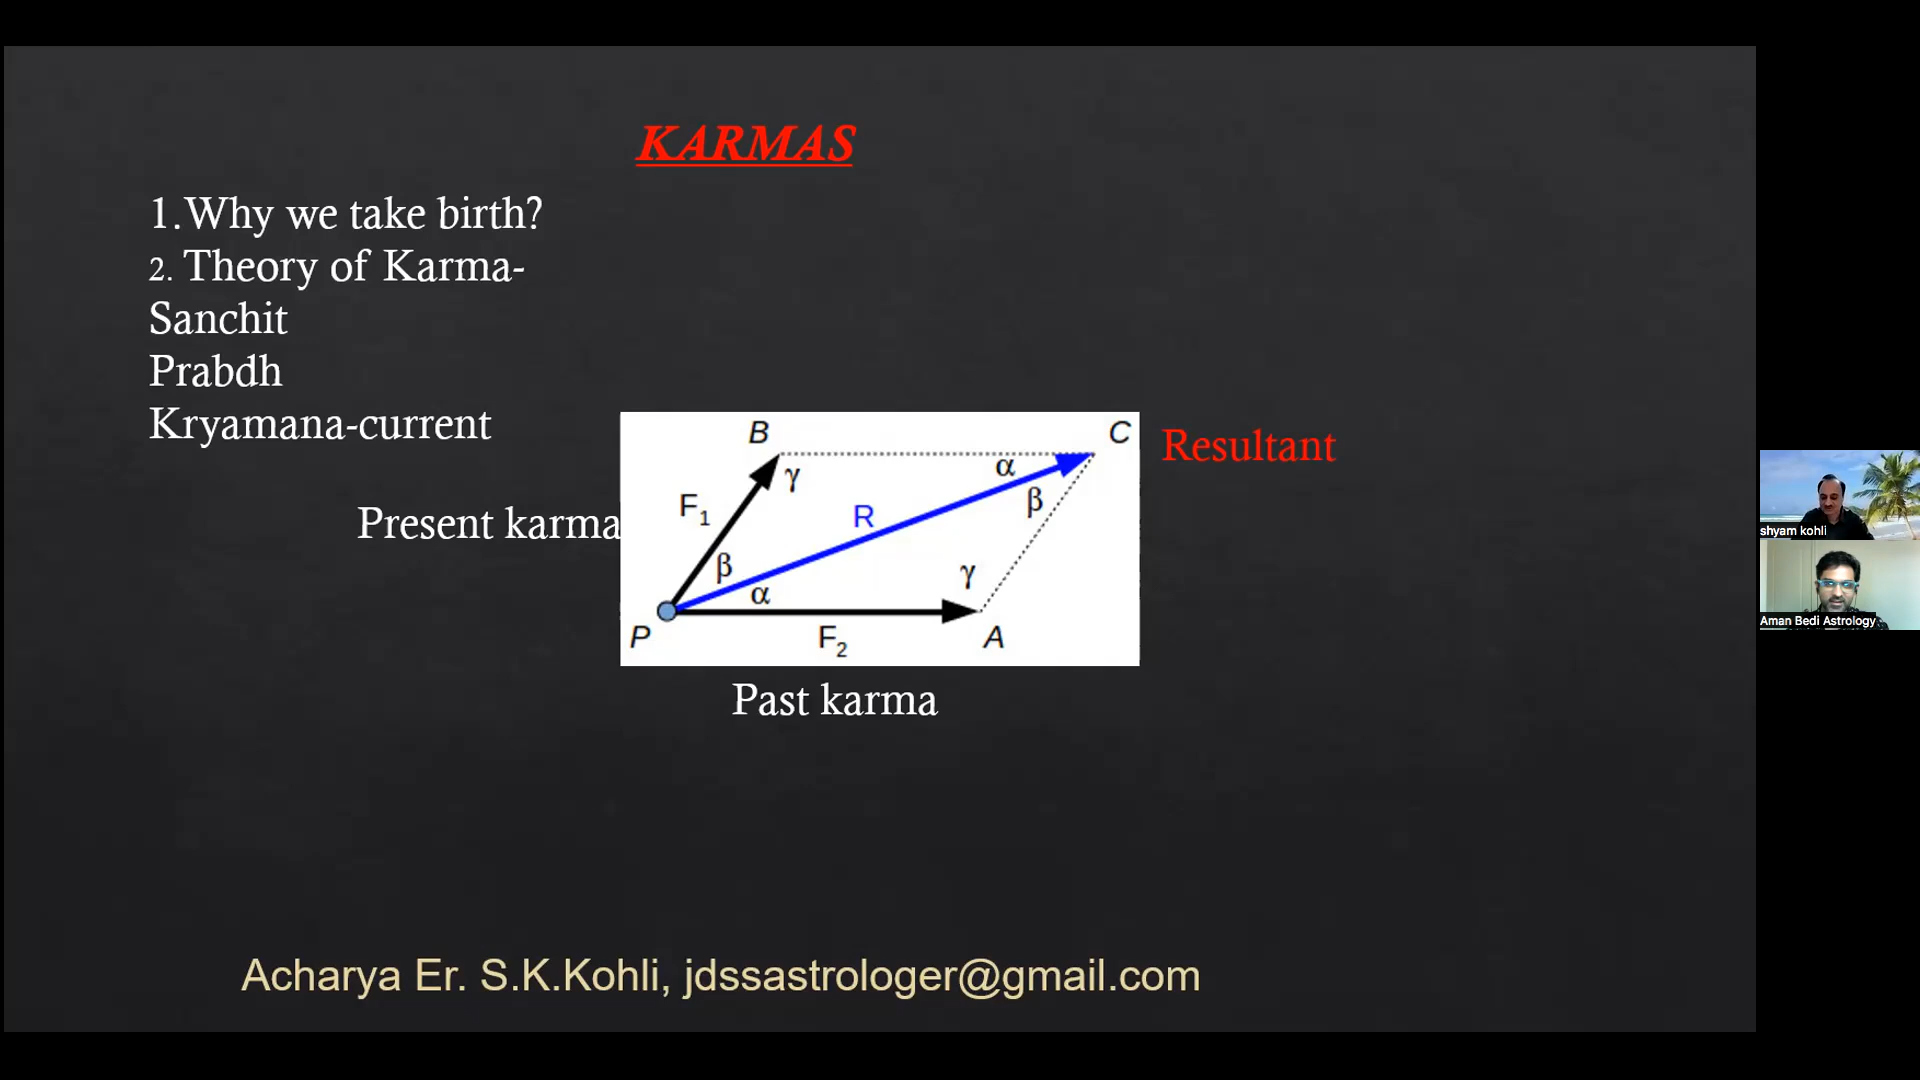 KARMAS
1.Why we take birth?
2. Theory of Karma-
Sanchit
Prabdh
Kryamana-current
B
C
Resultant
γ
α
F1
R
β
Present karma
β
γ
α
P
F2
A
Past karma
shyam kohli
Aman Bedi Astrology
Acharya Er. S.K.Kohli, jdssastrologer@gmail.com